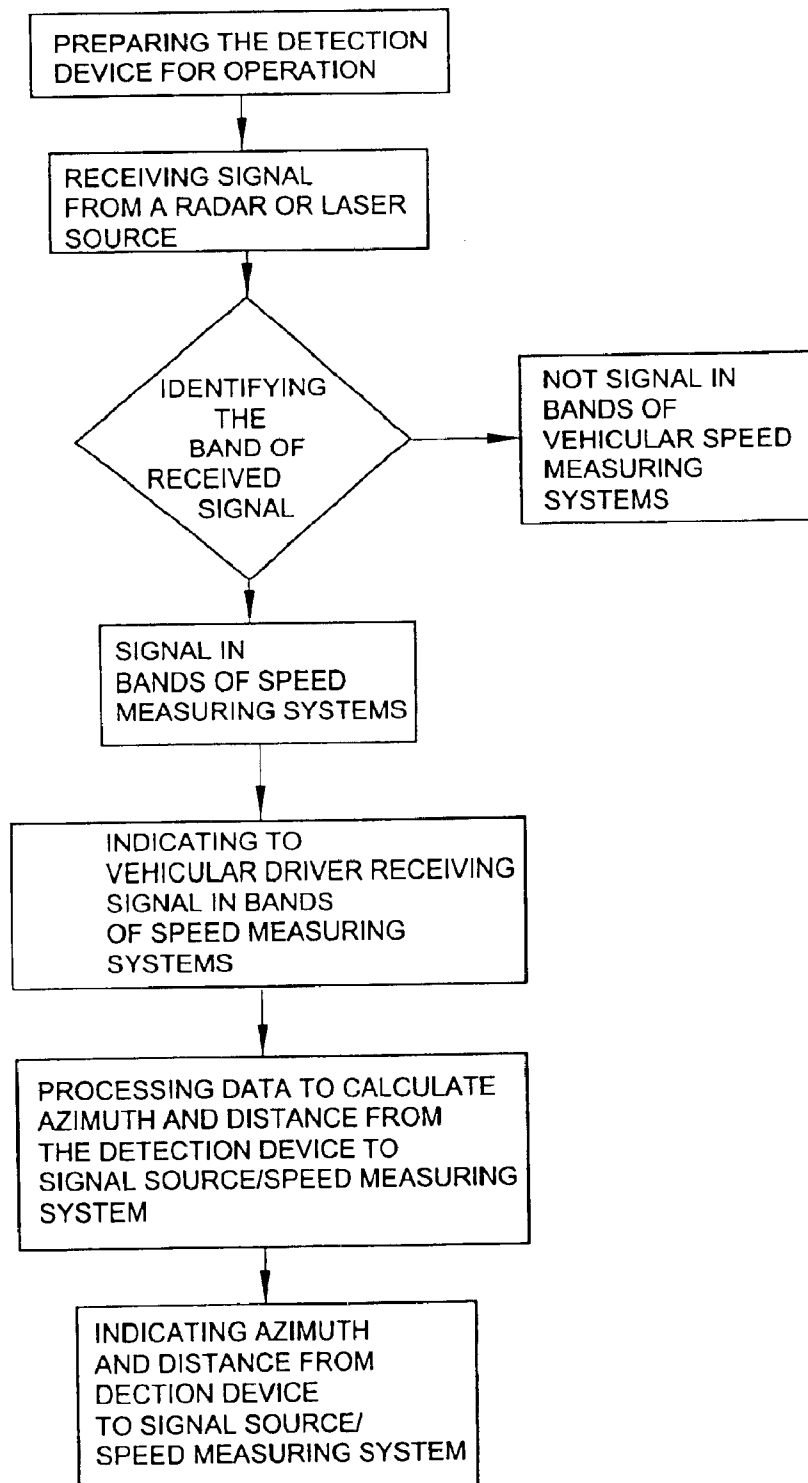 PREPARING THE DETECTION
DEVICE FOR OPERATION
RECEIVING SIGNAL
FROM A RADAR OR LASER
SOURCE
IDENTIFYING
THE
BAND OF
RECEIVED
SIGNAL
NOT SIGNAL IN
BANDS OF
VEHICULAR SPEED
MEASURING
SYSTEMS
SIGNAL IN
BANDS OF SPEED
MEASURING SYSTEMS
INDICATING TO
VEHICULAR DRIVER RECEIVING
SIGNAL IN BANDS
OF SPEED MEASURING
SYSTEMS
PROCESSING DATA TO CALCULATE
AZIMUTH AND DISTANCE FROM
THE DETECTION DEVICE TO
SIGNAL SOURCE/SPEED MEASURING
SYSTEM
INDICATING AZIMUTH
AND DISTANCE FROM
DECTION DEVICE
TO SIGNAL SOURCE/
SPEED MEASURING SYSTEM